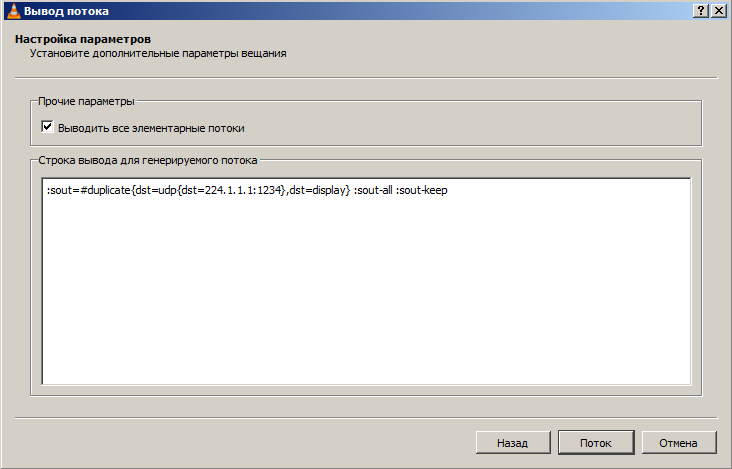 Вывод потока
Настройка параметров
Установите дополнительные параметры вещания
Прочие параметры
Выводить все элементарные потоки
Строка вывода для генерируемого потока
:sout=#duplicate{dst=udp{dst=224.1.1.1:1234},dst=display} :sout-all :sout-keep
Назад
Поток
Отмена